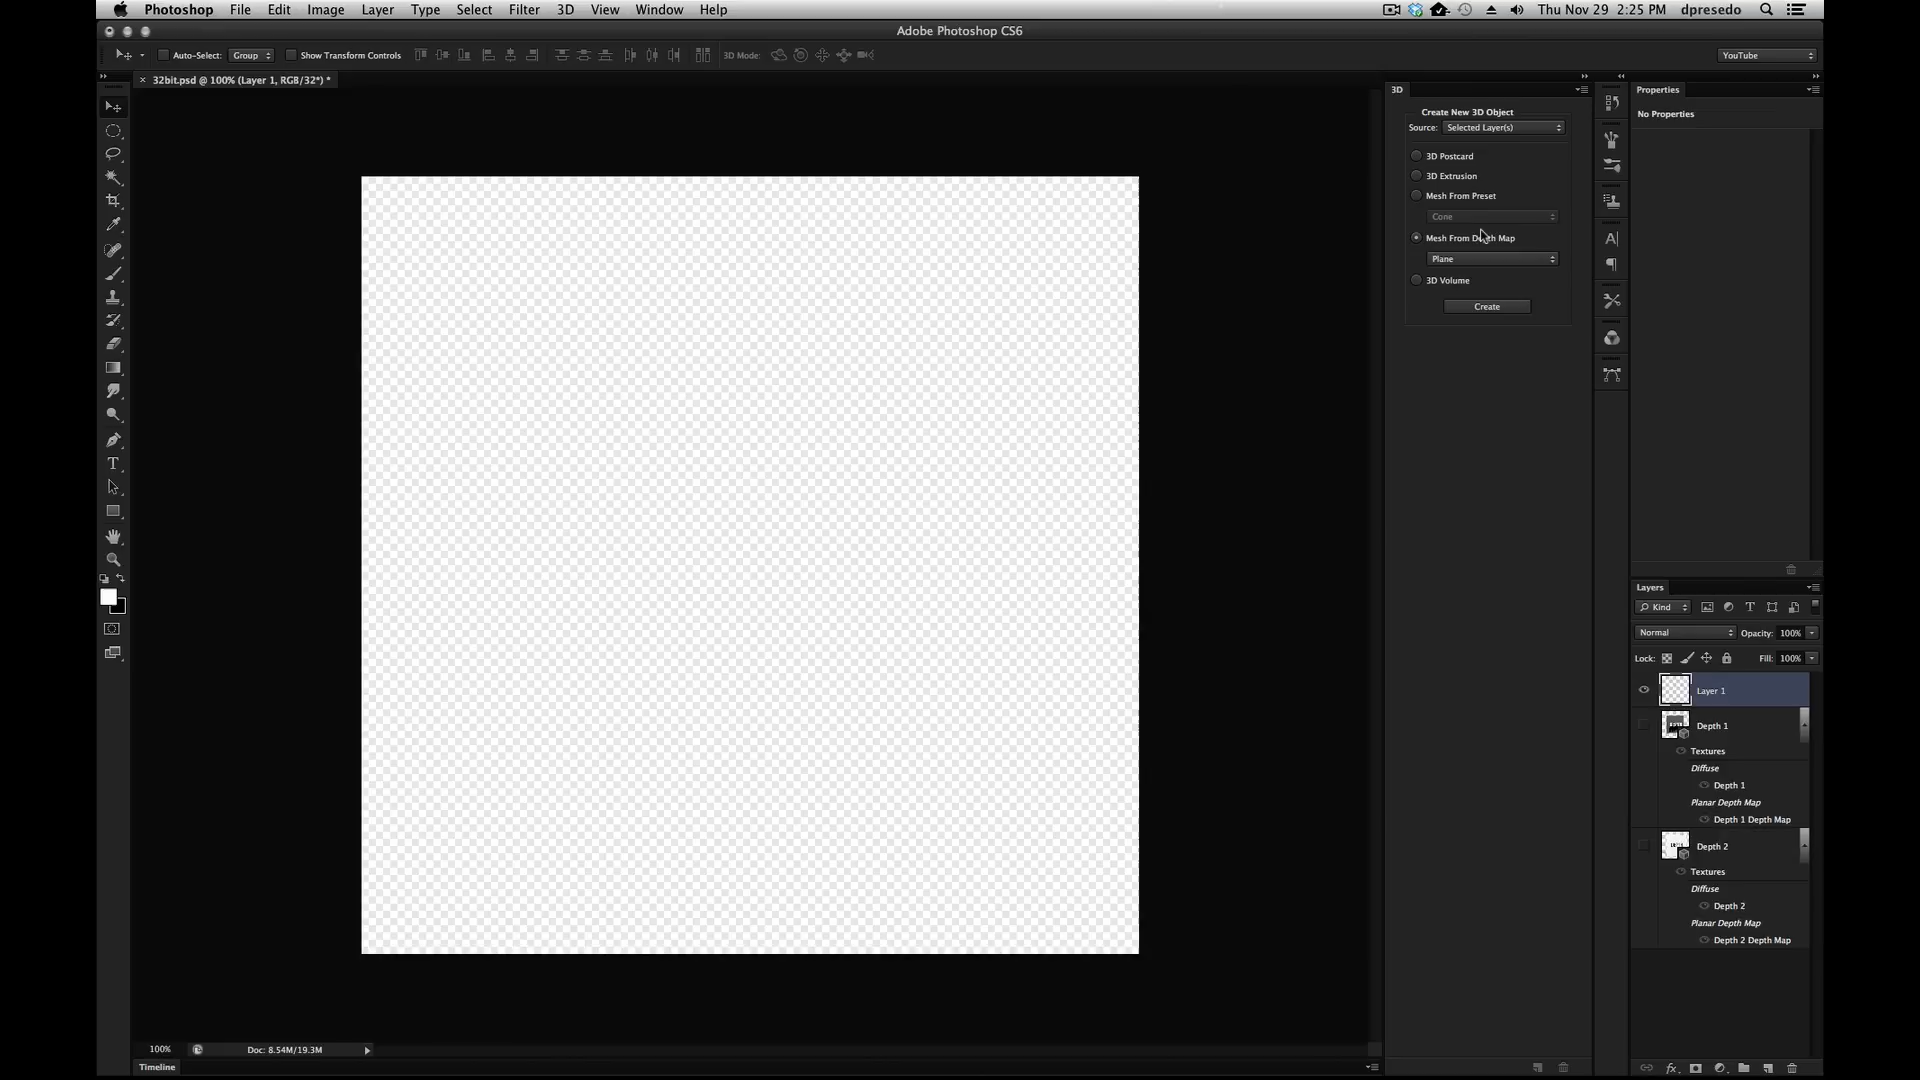 Photoshop File Edit Image Layer Type Select Filter 3D View Window Help Thu Nov 29 2:25 PM dpresedo
Adobe Photoshop CS6
Auto-Select: Group Show Transform Controls 3D Mode: YouTube
× 32bit.psd @ 100% (Layer 1, RGB/32*) *
3D
Create New 3D Object
Source: Selected Layer(s)
3D Postcard
3D Extrusion
Mesh From Preset
Cone
Mesh From Depth Map
Plane
3D Volume
Create
Properties
No Properties
Layers
Kind
Normal Opacity: 100%
Lock: Fill: 100%
Layer 1
Depth 1
Textures
Diffuse
Depth 1
Planar Depth Map
Depth 1 Depth Map
Depth 2
Textures
Diffuse
Depth 2
Planar Depth Map
Depth 2 Depth Map
100% Doc: 8.54M/19.3M
Timeline